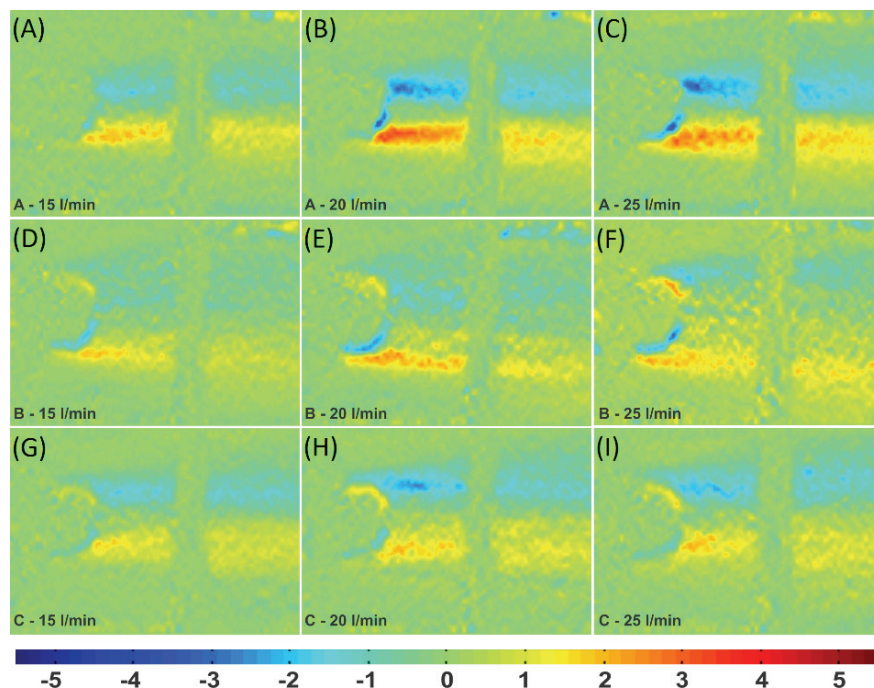 (A) (B) (C)
A - 15 l/min A - 20 l/min A - 25 l/min
(D) (E) (F)
B - 15 l/min B - 20 l/min B - 25 l/min
(G) (H) (I)
C - 15 l/min C - 20 l/min C - 25 l/min
-5 -4 -3 -2 -1 0 1 2 3 4 5